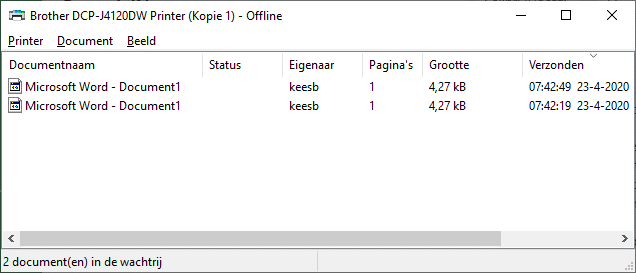 Brother DCP-J4120DW Printer (Kopie 1) - Offline
Printer Document Beeld
Documentnaam Status Eigenaar Pagina's Grootte Verzonden
Microsoft Word - Document1 keesb 1 4,27 kB 07:42:49 23-4-2020
Microsoft Word - Document1 keesb 1 4,27 kB 07:42:19 23-4-2020
2 document(en) in de wachtrij